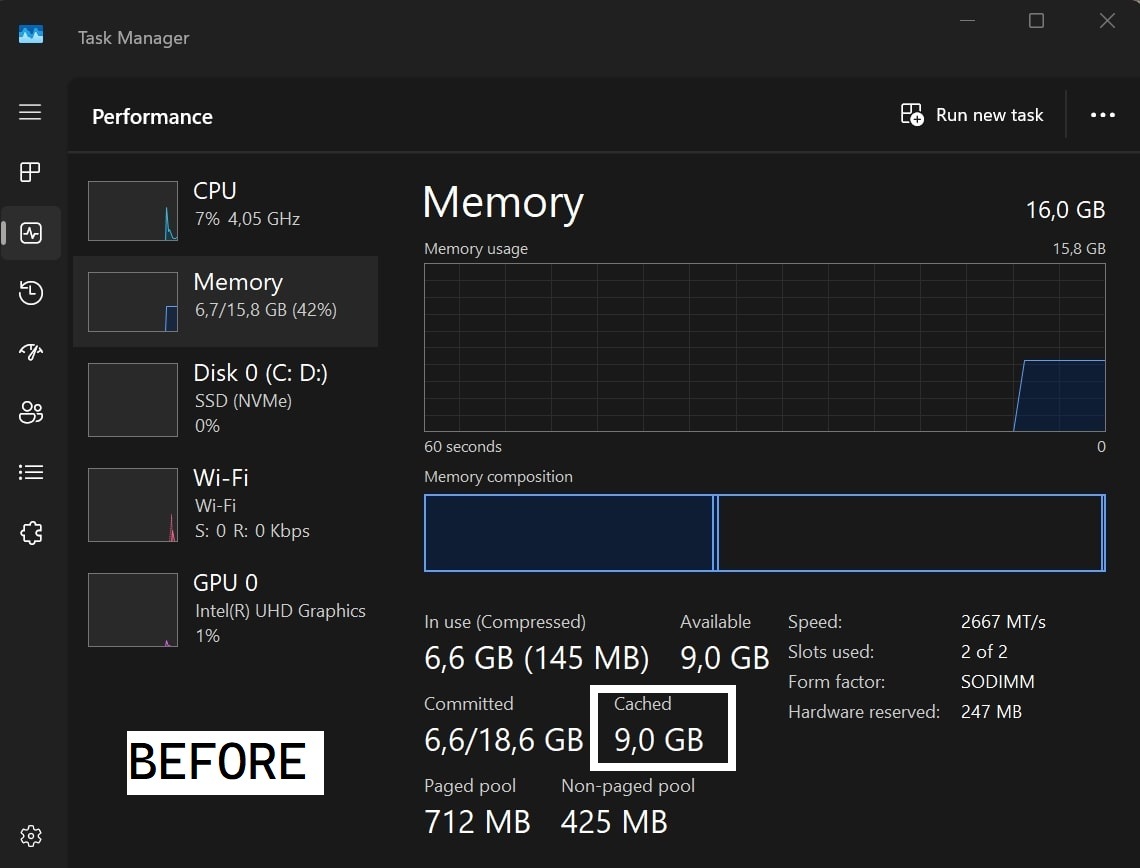 Task Manager
Performance
Run new task
CPU
7% 4,05 GHz
Memory
6,7/15,8 GB (42%)
Disk 0 (C: D:)
SSD (NVMe)
0%
Wi-Fi
Wi-Fi
S: 0 R: 0 Kbps
GPU 0
Intel(R) UHD Graphics
1%
BEFORE
Memory
16,0 GB
Memory usage
15,8 GB
60 seconds
0
Memory composition
In use (Compressed)
6,6 GB (145 MB)
Available
9,0 GB
Committed
6,6/18,6 GB
Cached
9,0 GB
Paged pool
712 MB
Non-paged pool
425 MB
Speed: 2667 MT/s
Slots used: 2 of 2
Form factor: SODIMM
Hardware reserved: 247 MB